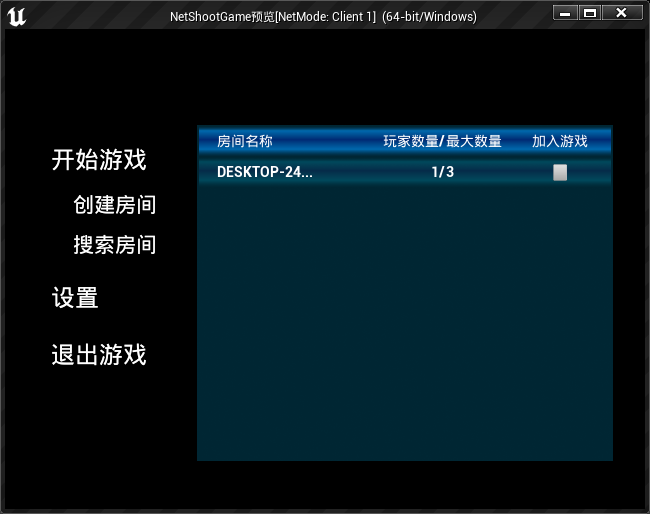 NetShootGame预览[NetMode: Client 1] (64-bit/Windows)
房间名称 玩家数量/最大数量 加入游戏
DESKTOP-24... 1/3
开始游戏
创建房间
搜索房间
设置
退出游戏